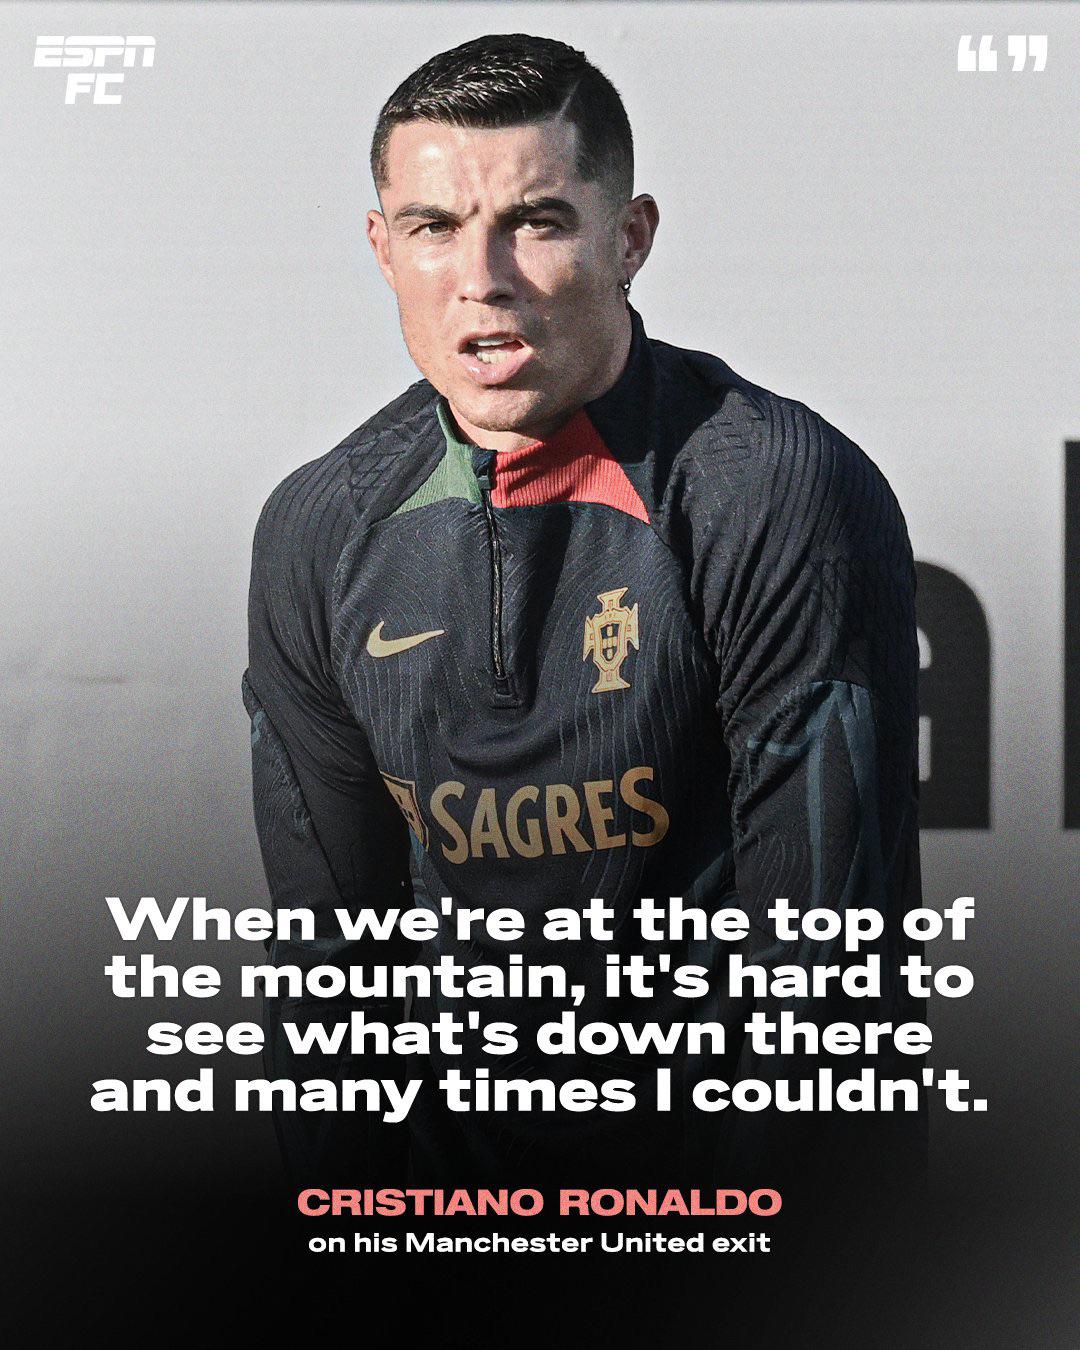 ESPN
FC
SAGRES
When we're at the top of
the mountain, it's hard to
see what's down there
and many times I couldn't.
CRISTIANO RONALDO
on his Manchester United exit